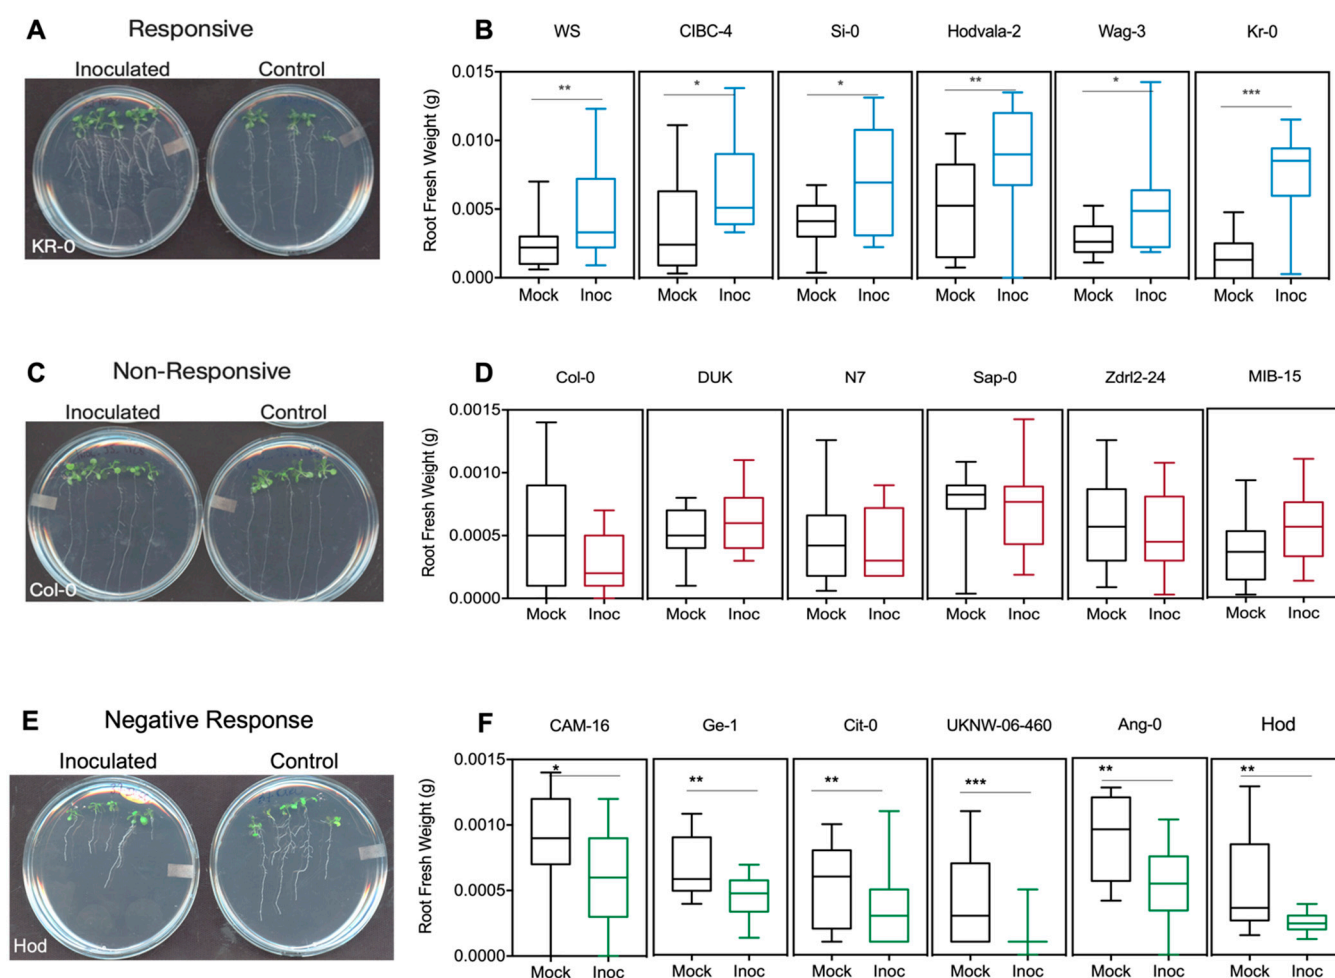 A Responsive
Inoculated Control
KR-0
B WS CIBC-4 Si-0 Hodvala-2 Wag-3 Kr-0
Root Fresh Weight (g)
0.015
0.010
0.005
0.000
** * * ** * ***
Mock Inoc Mock Inoc Mock Inoc Mock Inoc Mock Inoc Mock Inoc
C Non-Responsive
Inoculated Control
Col-0
D Col-0 DUK N7 Sap-0 Zdrl2-24 MIB-15
Root Fresh Weight (g)
0.0015
0.0010
0.0005
0.0000
Mock Inoc Mock Inoc Mock Inoc Mock Inoc Mock Inoc Mock Inoc
E Negative Response
Inoculated Control
Hod
F CAM-16 Ge-1 Cit-0 UKNW-06-460 Ang-0 Hod
Root Fresh Weight (g)
0.0015
0.0010
0.0005
0.0000
* ** ** *** ** **
Mock Inoc Mock Inoc Mock Inoc Mock Inoc Mock Inoc Mock Inoc